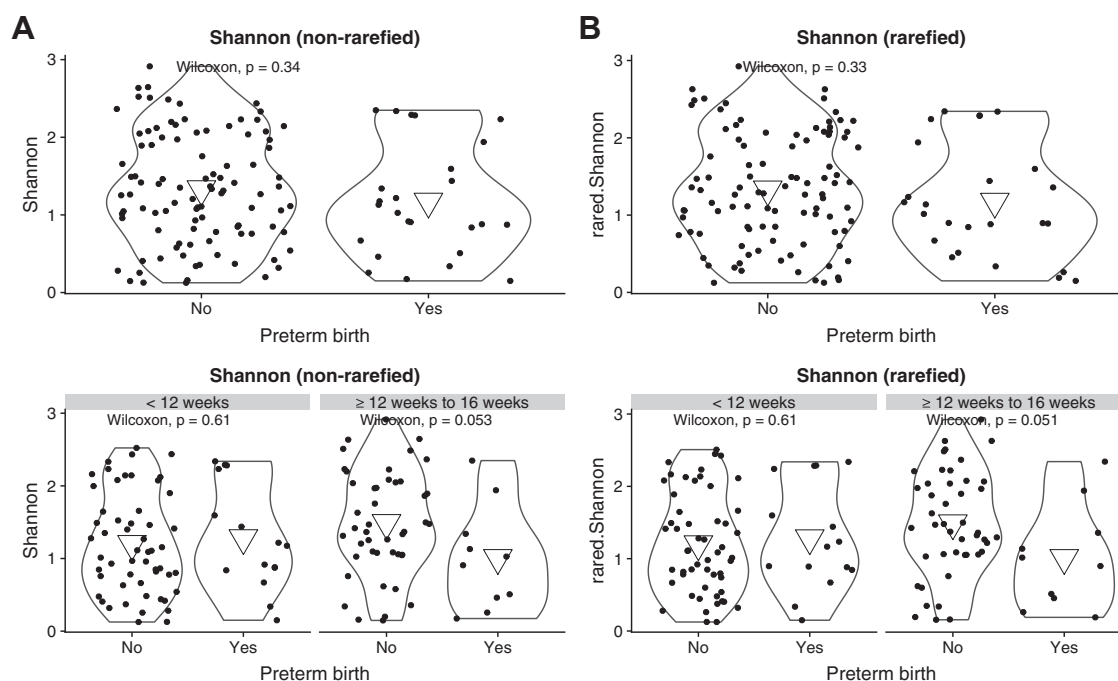 A
Shannon (non-rarefied)
Wilcoxon, p = 0.34
3
2
1
0
Shannon
No
Yes
Preterm birth
B
Shannon (rarefied)
Wilcoxon, p = 0.33
3
2
1
0
rared.Shannon
No
Yes
Preterm birth
Shannon (non-rarefied)
< 12 weeks
≥ 12 weeks to 16 weeks
Wilcoxon, p = 0.61
Wilcoxon, p = 0.053
3
2
1
0
Shannon
No
Yes
No
Yes
Preterm birth
Shannon (rarefied)
< 12 weeks
≥ 12 weeks to 16 weeks
Wilcoxon, p = 0.61
Wilcoxon, p = 0.051
3
2
1
0
rared.Shannon
No
Yes
No
Yes
Preterm birth